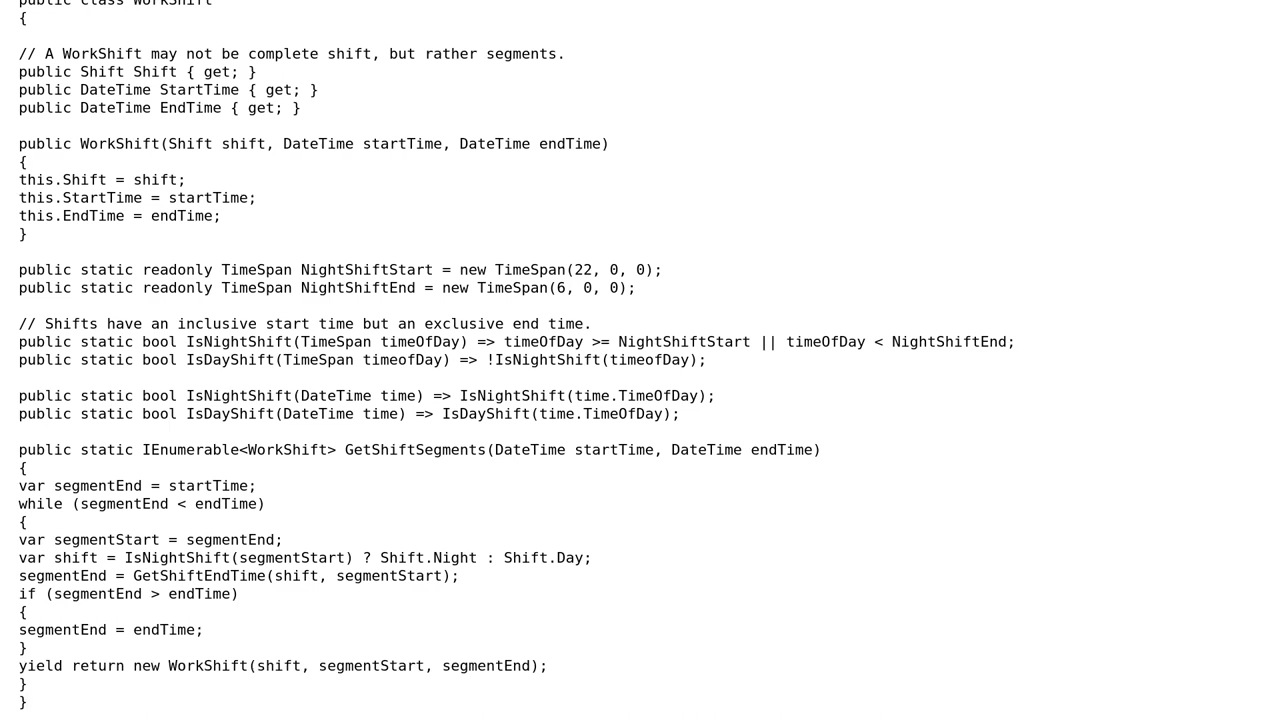 public class WorkShift
{
// A WorkShift may not be complete shift, but rather segments.
public Shift Shift { get; }
public DateTime StartTime { get; }
public DateTime EndTime { get; }
public WorkShift(Shift shift, DateTime startTime, DateTime endTime)
{
this.Shift = shift;
this.StartTime = startTime;
this.EndTime = endTime;
}
public static readonly TimeSpan NightShiftStart = new TimeSpan(22, 0, 0);
public static readonly TimeSpan NightShiftEnd = new TimeSpan(6, 0, 0);
// Shifts have an inclusive start time but an exclusive end time.
public static bool IsNightShift(TimeSpan timeOfDay) => timeOfDay >= NightShiftStart || timeOfDay < NightShiftEnd;
public static bool IsDayShift(TimeSpan timeofDay) => !IsNightShift(timeofDay);
public static bool IsNightShift(DateTime time) => IsNightShift(time.TimeOfDay);
public static bool IsDayShift(DateTime time) => IsDayShift(time.TimeOfDay);
public static IEnumerable<WorkShift> GetShiftSegments(DateTime startTime, DateTime endTime)
{
var segmentEnd = startTime;
while (segmentEnd < endTime)
{
var segmentStart = segmentEnd;
var shift = IsNightShift(segmentStart) ? Shift.Night : Shift.Day;
segmentEnd = GetShiftEndTime(shift, segmentStart);
if (segmentEnd > endTime)
{
segmentEnd = endTime;
}
yield return new WorkShift(shift, segmentStart, segmentEnd);
}
}